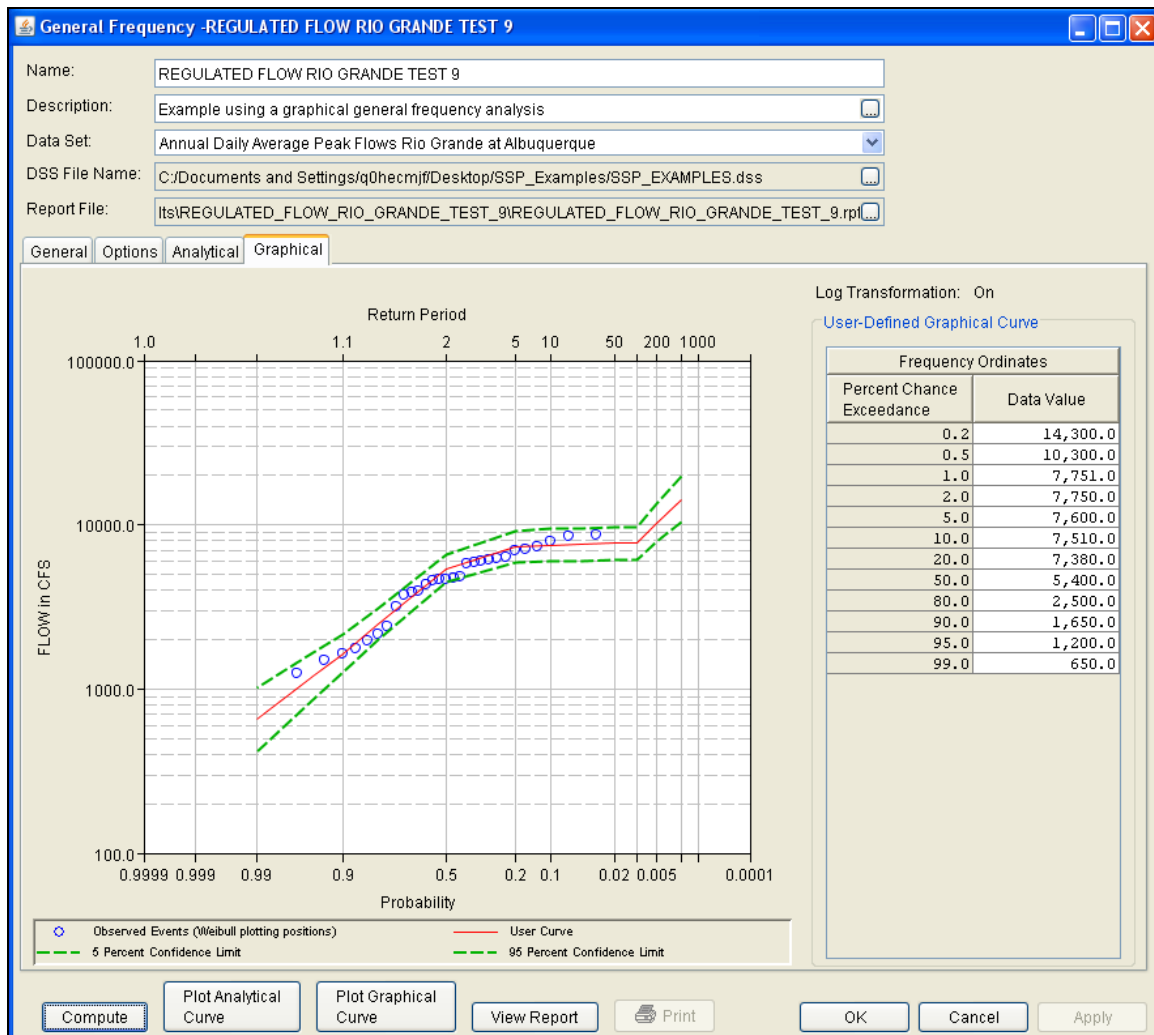 General Frequency -REGULATED FLOW RIO GRANDE TEST 9
Name: REGULATED FLOW RIO GRANDE TEST 9
Description: Example using a graphical general frequency analysis ...
Data Set: Annual Daily Average Peak Flows Rio Grande at Albuquerque
DSS File Name: C:/Documents and Settings/q0hecmjf/Desktop/SSP_Examples/SSP_EXAMPLES.dss ...
Report File: lts\REGULATED_FLOW_RIO_GRANDE_TEST_9\REGULATED_FLOW_RIO_GRANDE_TEST_9.rpt ...
General Options Analytical Graphical
Return Period
1.0 1.1 2 5 10 50 200 1000
100000.0
10000.0
1000.0
100.0
FLOW in CFS
0.9999 0.999 0.99 0.9 0.5 0.2 0.1 0.02 0.005 0.0001
Probability
Observed Events (Weibull plotting positions) User Curve
5 Percent Confidence Limit 95 Percent Confidence Limit
Log Transformation: On
User-Defined Graphical Curve
Frequency Ordinates
Percent Chance Exceedance Data Value
0.2 14,300.0
0.5 10,300.0
1.0 7,751.0
2.0 7,750.0
5.0 7,600.0
10.0 7,510.0
20.0 7,380.0
50.0 5,400.0
80.0 2,500.0
90.0 1,650.0
95.0 1,200.0
99.0 650.0
Compute Plot Analytical Curve Plot Graphical Curve View Report Print OK Cancel Apply